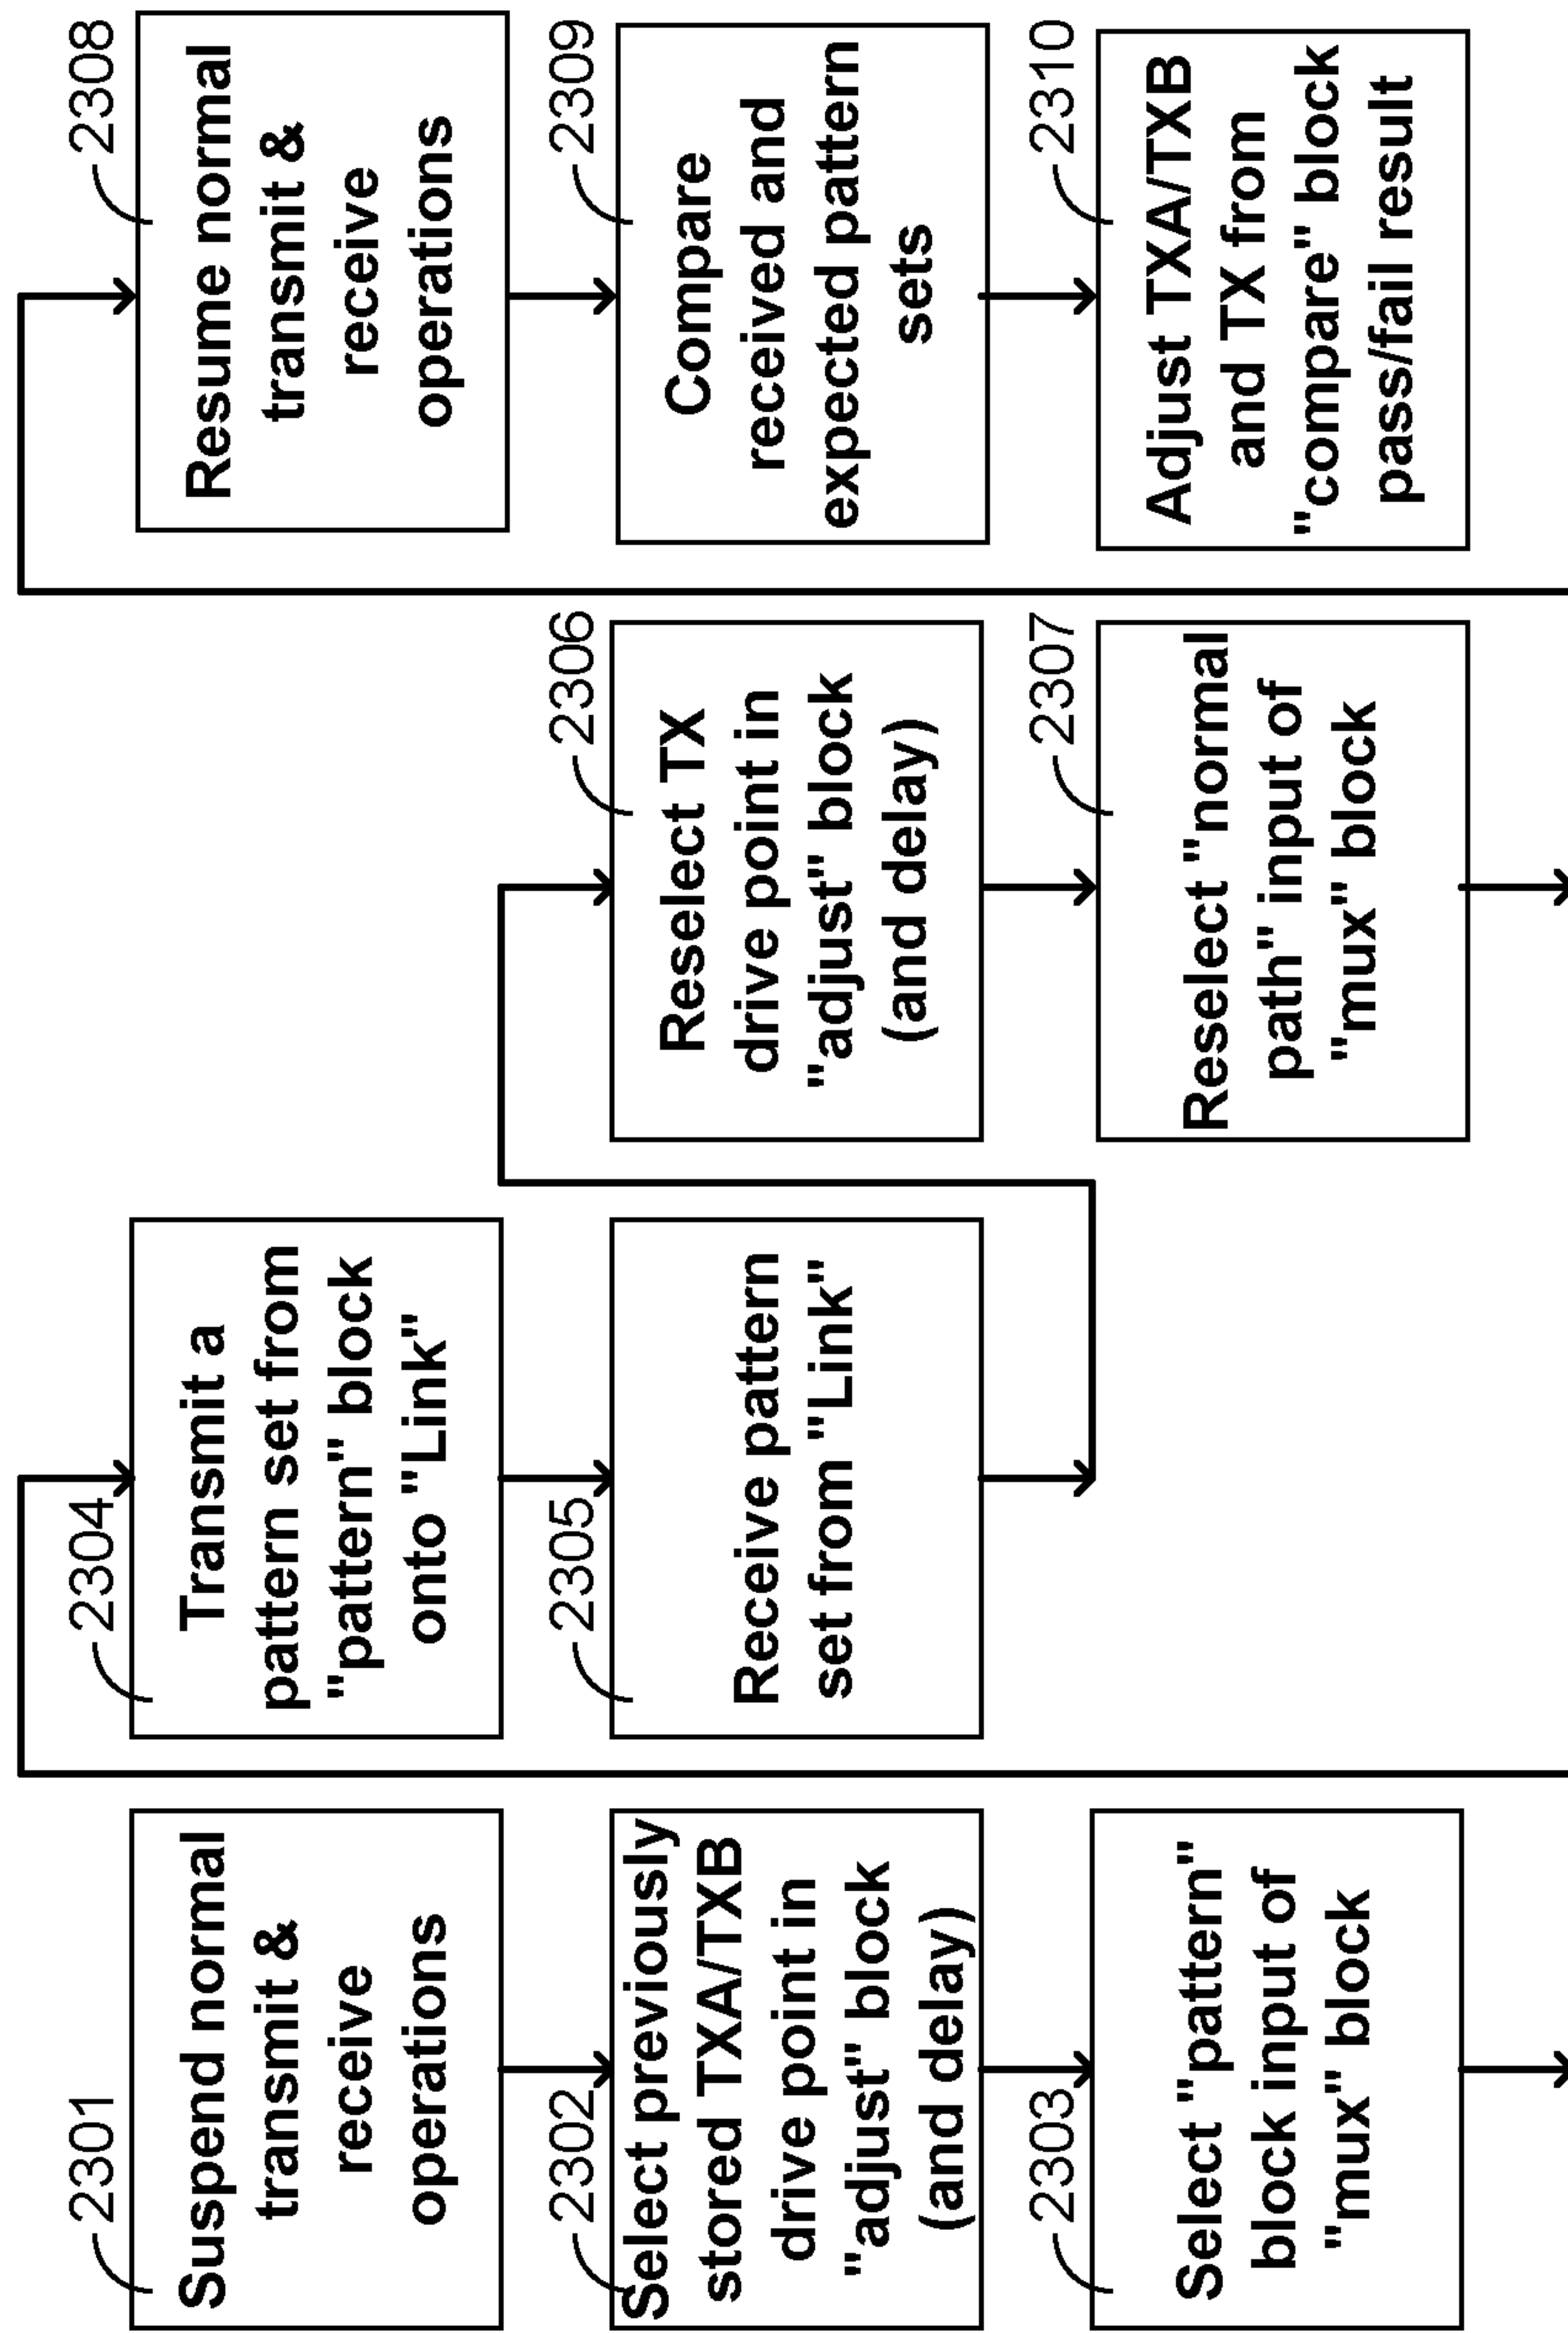 2301
Suspend normal
transmit &
receive
operations
2302
Select previously
stored TXA/TXB
drive point in
"adjust" block
(and delay)
2303
Select "pattern"
block input of
"mux" block
2304
Transmit a
pattern set from
"pattern" block
onto "Link"
2305
Receive pattern
set from "Link"
2306
Reselect TX
drive point in
"adjust" block
(and delay)
2307
Reselect "normal
path" input of
"mux" block
2308
Resume normal
transmit &
receive
operations
2309
Compare
received and
expected pattern
sets
2310
Adjust TXA/TXB
and TX from
"compare" block
pass/fail result